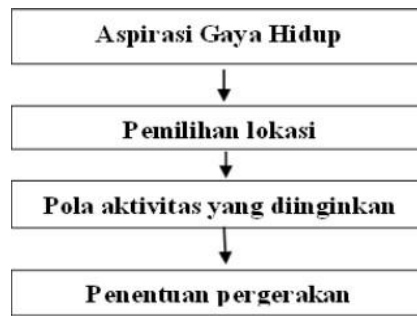 Aspirasi Gaya Hidup
Pemilihan lokasi
Pola aktivitas yang diinginkan
Penentuan pergerakan